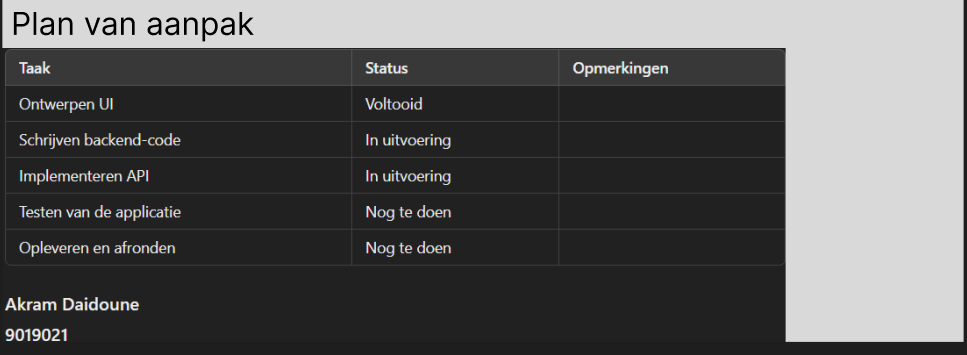 Plan van aanpak
Taak Status Opmerkingen
Ontwerpen UI Voltooid
Schrijven backend-code In uitvoering
Implementeren API In uitvoering
Testen van de applicatie Nog te doen
Opleveren en afronden Nog te doen
Akram Daidoune
9019021